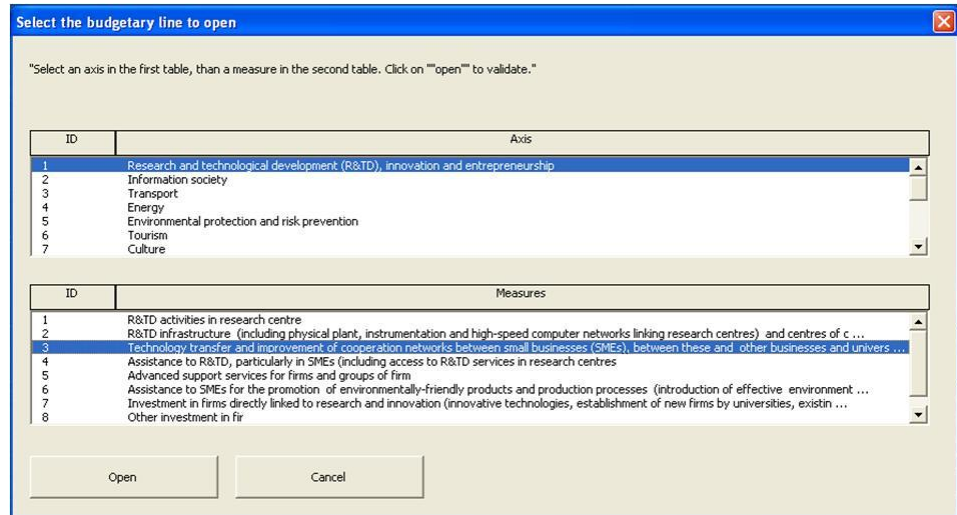 Select the budgetary line to open
"Select an axis in the first table, than a measure in the second table. Click on ""open"" to validate."
ID Axis
1 Research and technological development (R&TD), innovation and entrepreneurship
2 Information society
3 Transport
4 Energy
5 Environmental protection and risk prevention
6 Tourism
7 Culture
ID Measures
1 R&TD activities in research centre
2 R&TD infrastructure (including physical plant, instrumentation and high-speed computer networks linking research centres) and centres of c ...
3 Technology transfer and improvement of cooperation networks between small businesses (SMEs), between these and other businesses and univers ...
4 Assistance to R&TD, particularly in SMEs (including access to R&TD services in research centres
5 Advanced support services for firms and groups of firm
6 Assistance to SMEs for the promotion of environmentally-friendly products and production processes (introduction of effective environment ...
7 Investment in firms directly linked to research and innovation (innovative technologies, establishment of new firms by universities, existin ...
8 Other investment in fir
Open Cancel